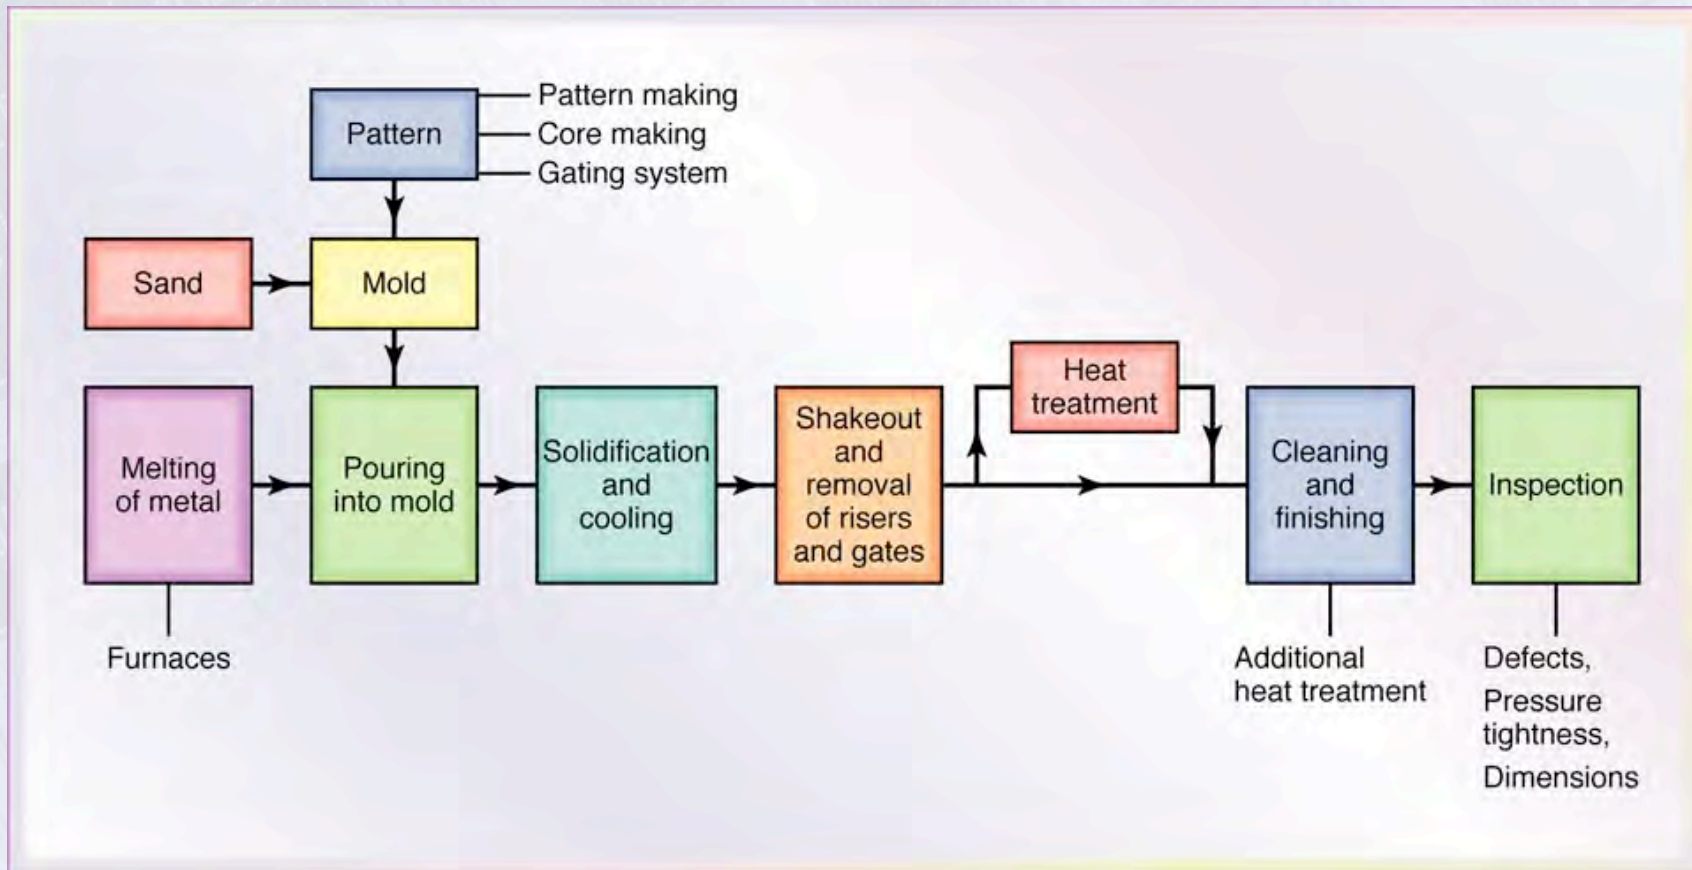 Pattern
Pattern making
Core making
Gating system
Sand
Mold
Melting
of metal
Pouring
into mold
Solidification
and
cooling
Shakeout
and
removal
of risers
and gates
Heat
treatment
Cleaning
and
finishing
Inspection
Furnaces
Additional
heat treatment
Defects,
Pressure
tightness,
Dimensions